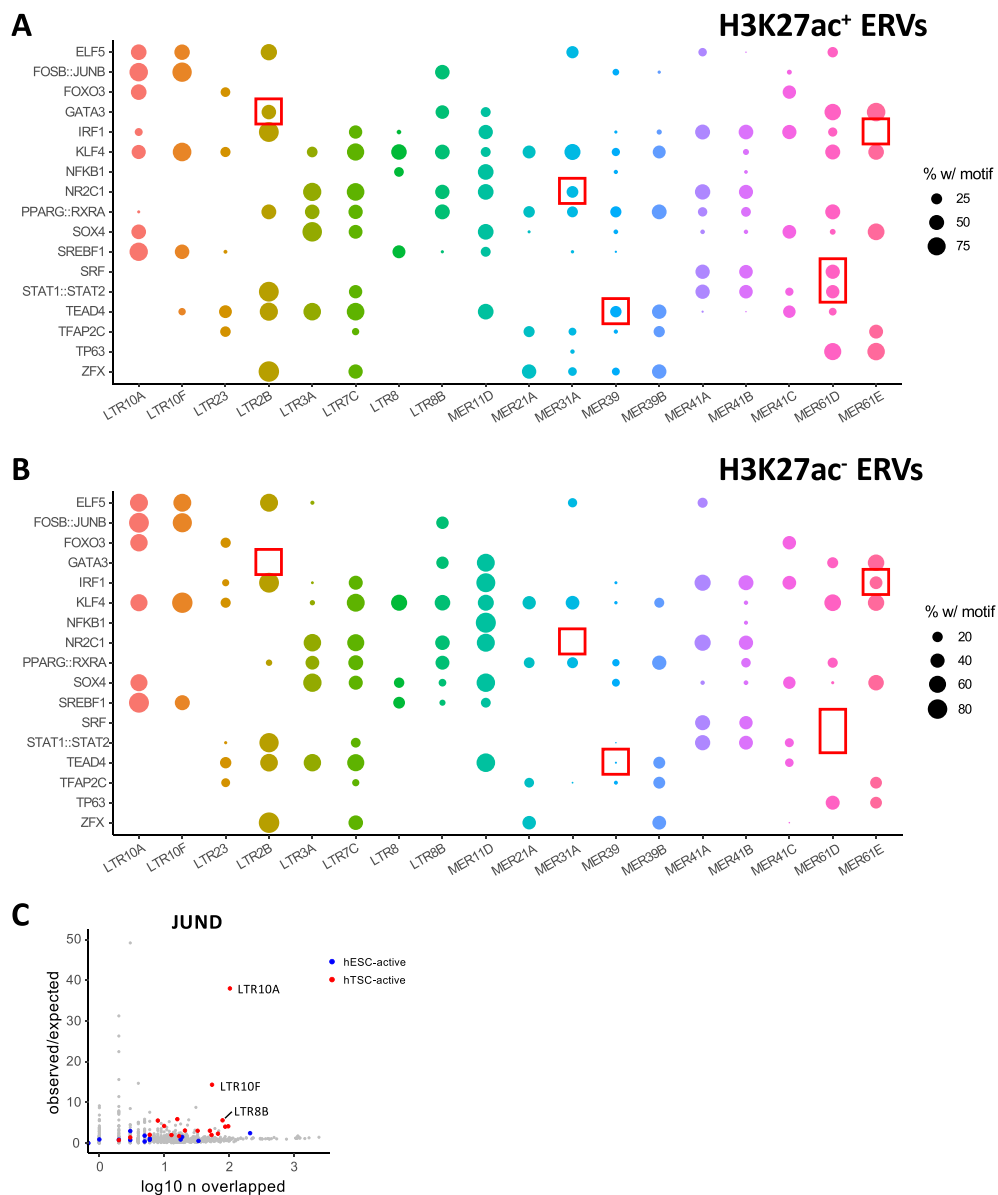 A
H3K27ac+ ERVs
ELF5
FOSB::JUNB
FOXO3
GATA3
IRF1
KLF4
NFKB1
NR2C1
PPARG::RXRA
SOX4
SREBF1
SRF
STAT1::STAT2
TEAD4
TFAP2C
TP63
ZFX
% w/ motif
25
50
75
LTR10A LTR10F LTR23 LTR2B LTR3A LTR7C LTR8 LTR8B MER11D MER21A MER31A MER39 MER39B MER41A MER41B MER41C MER61D MER61E
B
H3K27ac- ERVs
ELF5
FOSB::JUNB
FOXO3
GATA3
IRF1
KLF4
NFKB1
NR2C1
PPARG::RXRA
SOX4
SREBF1
SRF
STAT1::STAT2
TEAD4
TFAP2C
TP63
ZFX
% w/ motif
20
40
60
80
LTR10A LTR10F LTR23 LTR2B LTR3A LTR7C LTR8 LTR8B MER11D MER21A MER31A MER39 MER39B MER41A MER41B MER41C MER61D MER61E
C
JUND
observed/expected
50
40
30
20
10
0
hESC-active
hTSC-active
LTR10A
LTR10F
LTR8B
0 1 2 3
log10 n overlapped